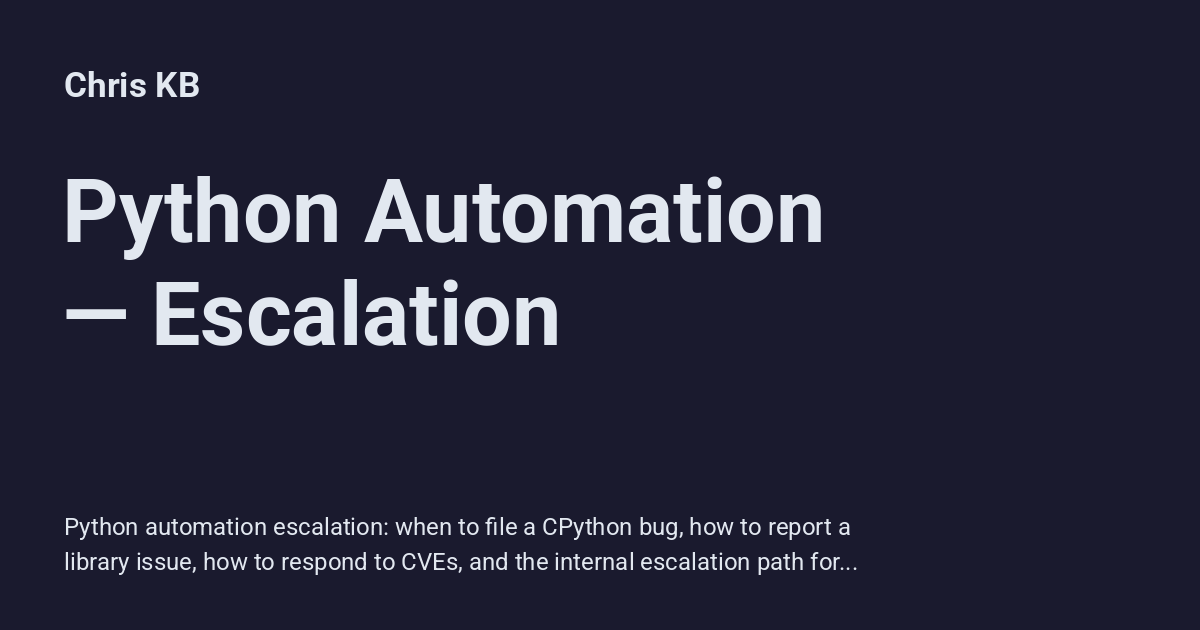 Chris KB
Python Automation
— Escalation
Python automation escalation: when to file a CPython bug, how to report a
library issue, how to respond to CVEs, and the internal escalation path for...